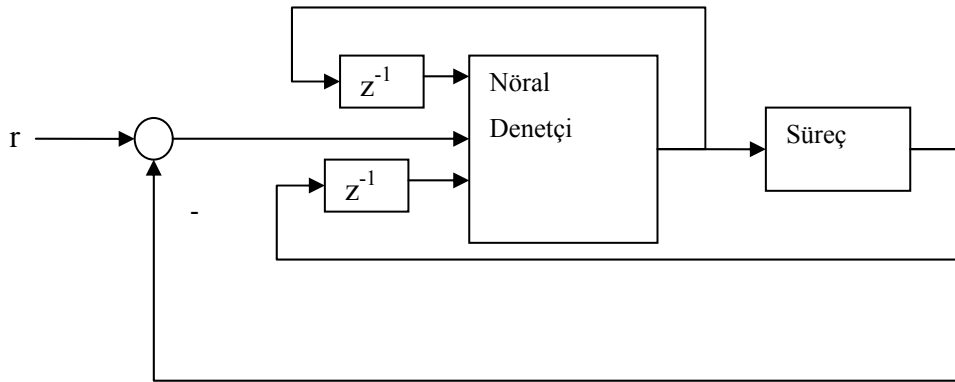 z⁻¹
Nöral
Denetçi
Süreç
r
z⁻¹
-